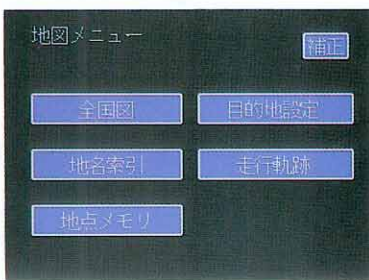 地図メニュー
補正
全国図 目的地設定
地名索引 走行軌跡
地点メモリ